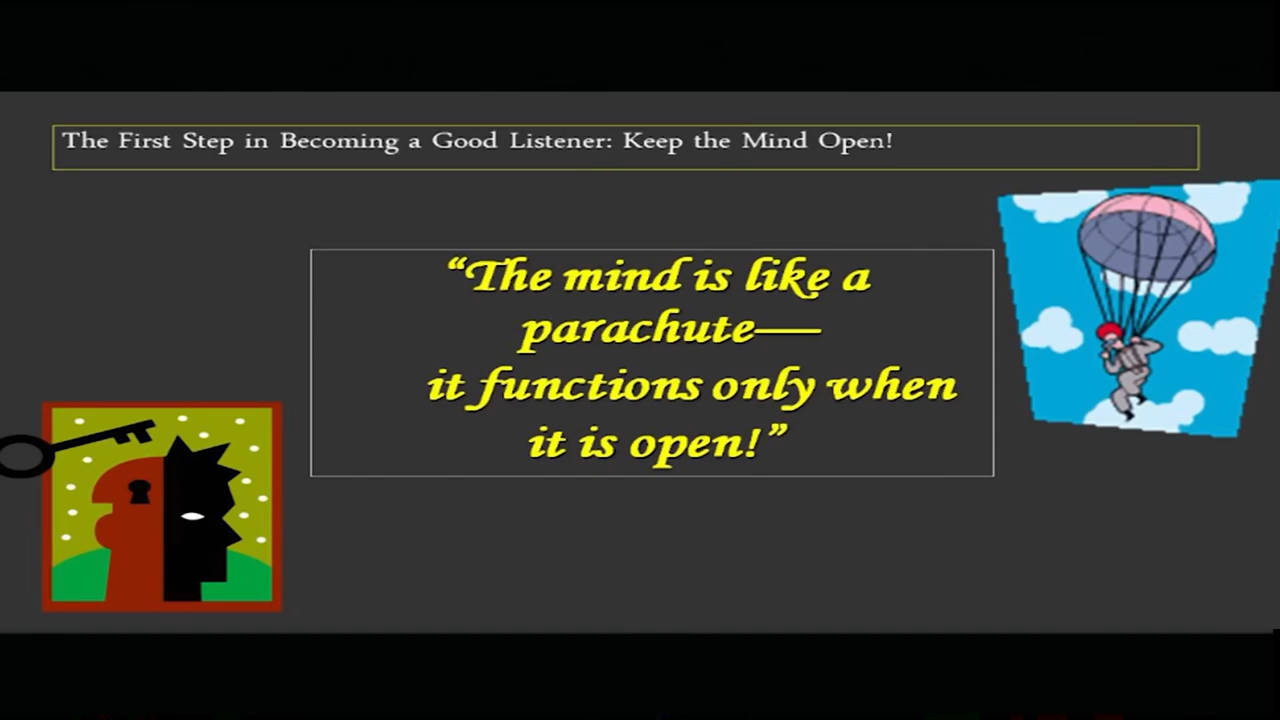 The First Step in Becoming a Good Listener: Keep the Mind Open!
“The mind is like a
parachute—
it functions only when
it is open!”